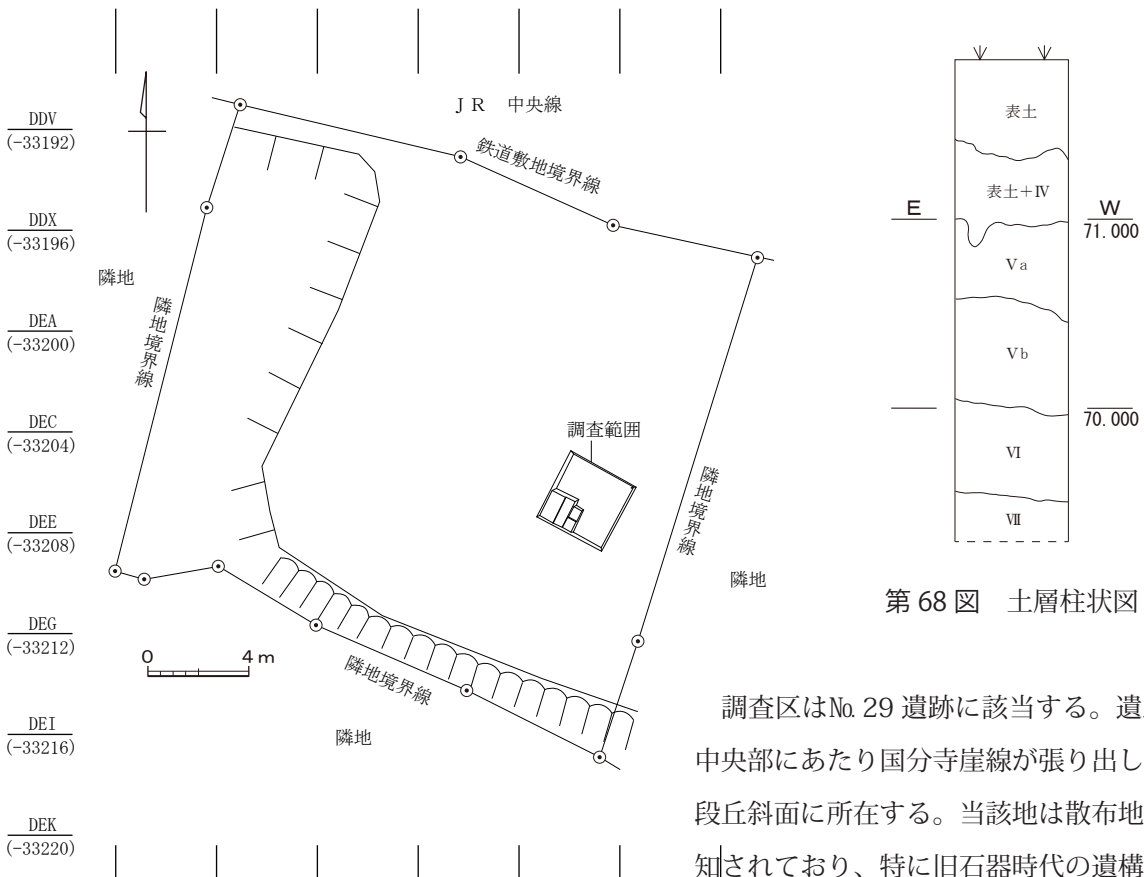 JR 中央線
鉄道敷地境界線
DDV
(-33192)
DDX
(-33196)
隣地
隣地境界線
DEA
(-33200)
DEC
(-33204)
調査範囲
隣地境界線
DEE
(-33208)
隣地
DEG
(-33212)
0 4m
隣地境界線
DEI
(-33216)
隣地
DEK
(-33220)
表土
表土+Ⅳ
E
W
71.000
Ⅴa
Ⅴb
70.000
Ⅵ
Ⅶ
第68図 土層柱状図
調査区は№29遺跡に該当する。遺
中央部にあたり国分寺崖線が張り出し
段丘斜面に所在する。当該地は散布地
知されており、特に旧石器時代の遺構